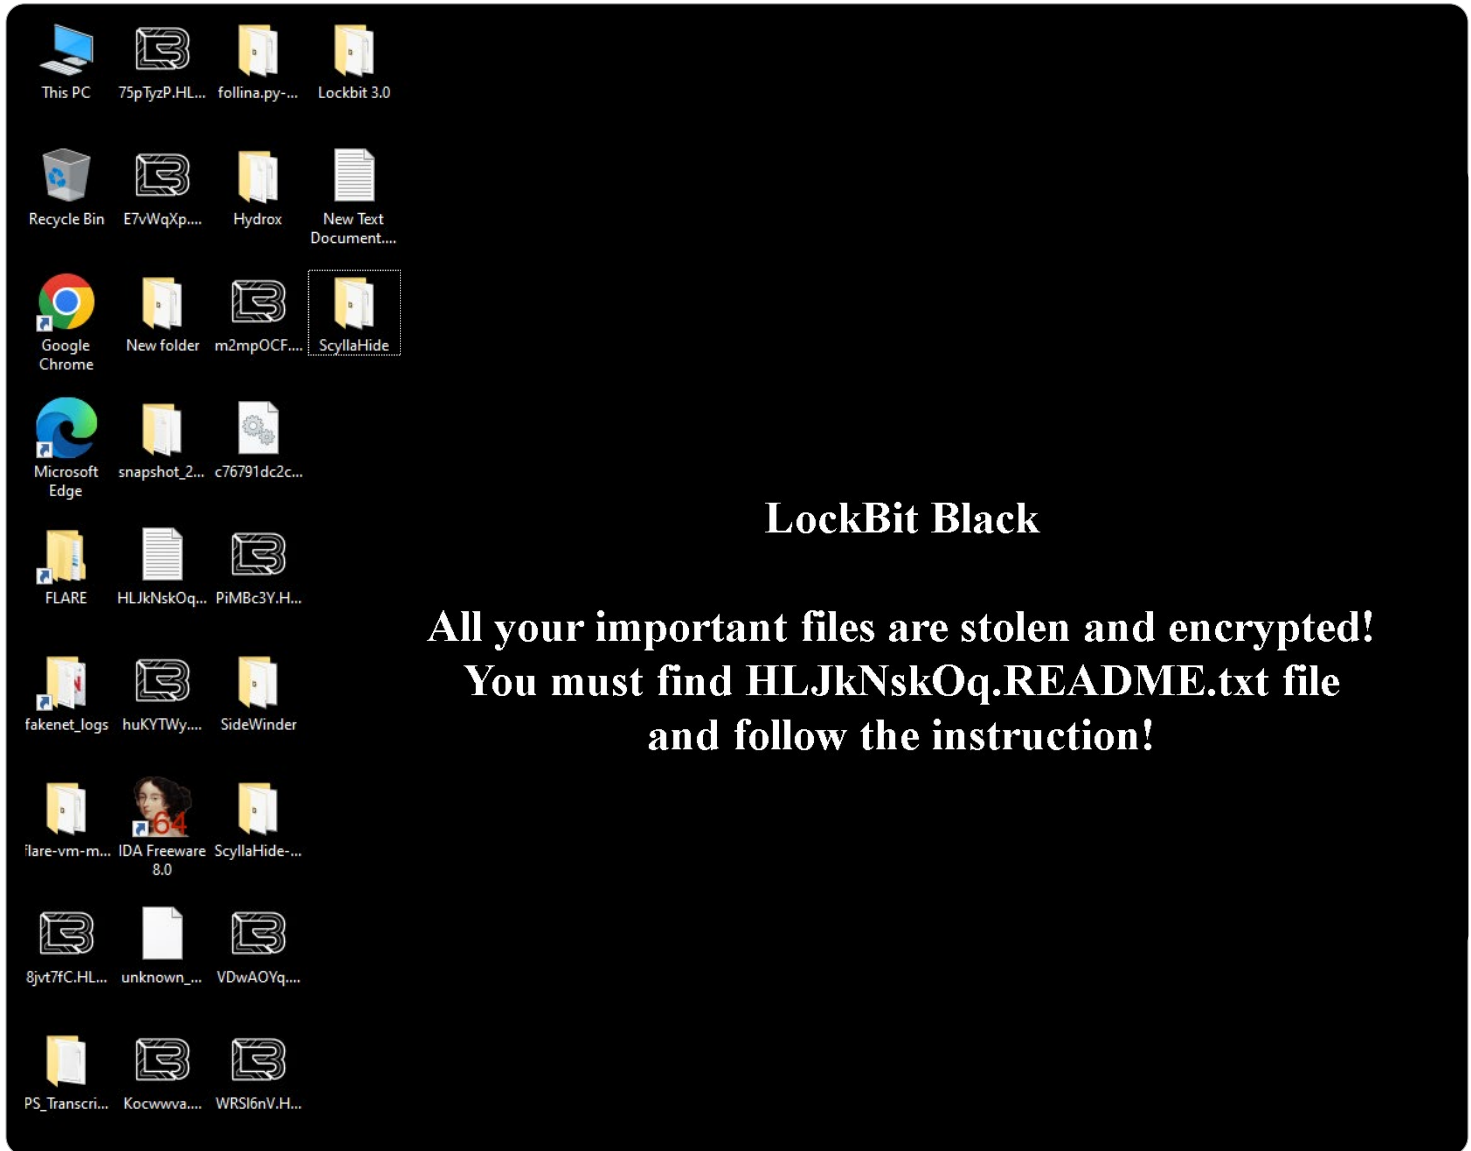 This PC
75pTyzP.HL...
follina.py-...
Lockbit 3.0
Recycle Bin
E7vWqXp....
Hydrox
New Text
Document....
Google
Chrome
New folder
m2mpOCF....
ScyllaHide
Microsoft
Edge
snapshot_2...
c76791dc2c...
FLARE
HLJkNskOq...
PiMBc3Y.H...
fakenet_logs
huKYTWy....
SideWinder
flare-vm-m...
64
IDA Freeware
8.0
ScyllaHide-...
8jvt7fC.HL...
unknown_...
VDwAOYq....
PS_Transcri...
Kocwwva....
WRSl6nV.H...
LockBit Black
All your important files are stolen and encrypted!
You must find HLJkNskOq.README.txt file
and follow the instruction!